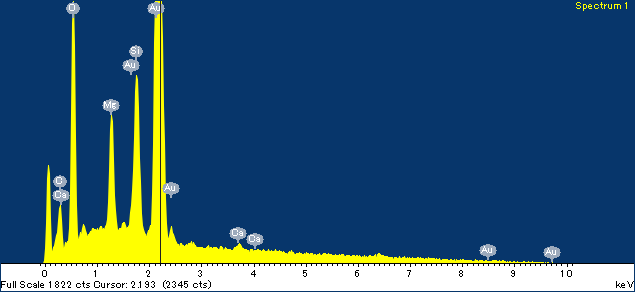 Spectrum 1
O
Au
Si
Au
Mg
C
Ca
Au
Ca
Ca
Au
Au
0 1 2 3 4 5 6 7 8 9 10
Full Scale 1822 cts Cursor: 2.193 (2345 cts)
keV